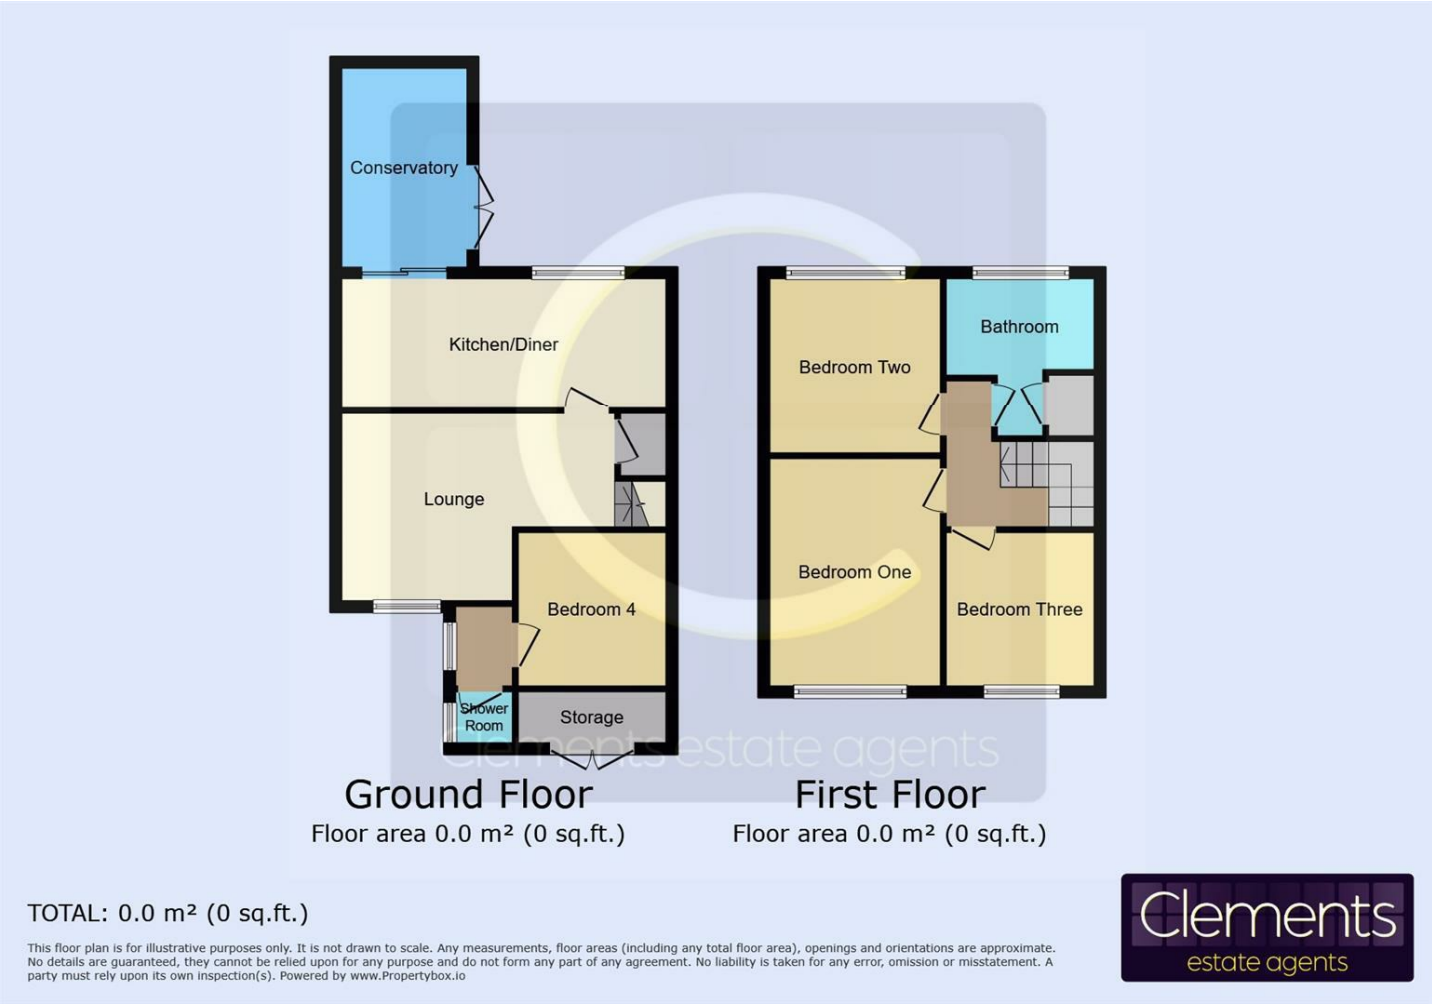 Conservatory
Kitchen/Diner
Lounge
Bedroom 4
Shower
Room
Storage
Bedroom Two
Bathroom
Bedroom One
Bedroom Three
Clements estate agents
Ground Floor
Floor area 0.0 m² (0 sq.ft.)
First Floor
Floor area 0.0 m² (0 sq.ft.)
TOTAL: 0.0 m² (0 sq.ft.)
This floor plan is for illustrative purposes only. It is not drawn to scale. Any measurements, floor areas (including any total floor area), openings and orientations are approximate.
No details are guaranteed, they cannot be relied upon for any purpose and do not form any part of any agreement. No liability is taken for any error, omission or misstatement. A
party must rely upon its own inspection(s). Powered by www.Propertybox.io
Clements
estate agents